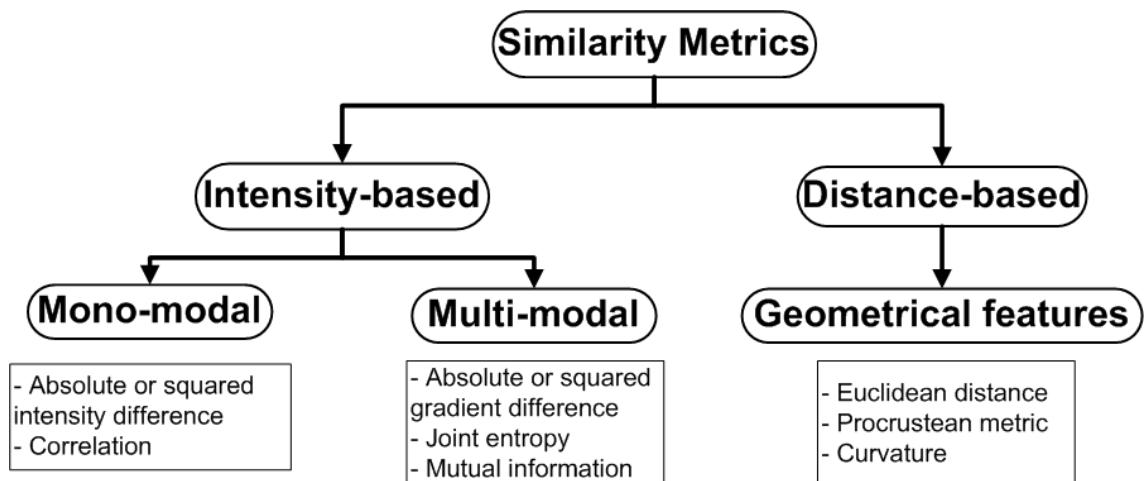 Similarity Metrics
Intensity-based
Distance-based
Mono-modal
Multi-modal
Geometrical features
- Absolute or squared
intensity difference
- Correlation
- Absolute or squared
gradient difference
- Joint entropy
- Mutual information
- Euclidean distance
- Procrustean metric
- Curvature